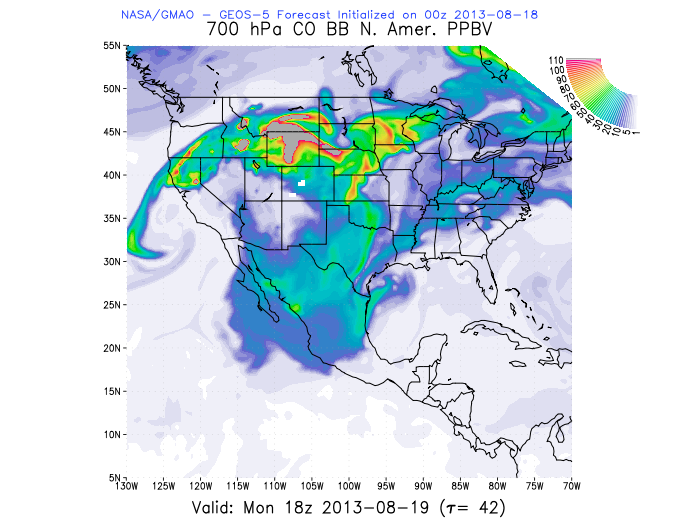 NASA/GMAO - GEOS-5 Forecast Initialized on 00z 2013-08-18
700 hPa CO BB N. Amer. PPBV
55N
50N
45N
40N
35N
30N
25N
20N
15N
10N
5N
130W 125W 120W 115W 110W 105W 100W 95W 90W 85W 80W 75W 70W
110
100
90
80
70
60
50
40
30
20
10
5
1
Valid: Mon 18z 2013-08-19 (τ= 42)